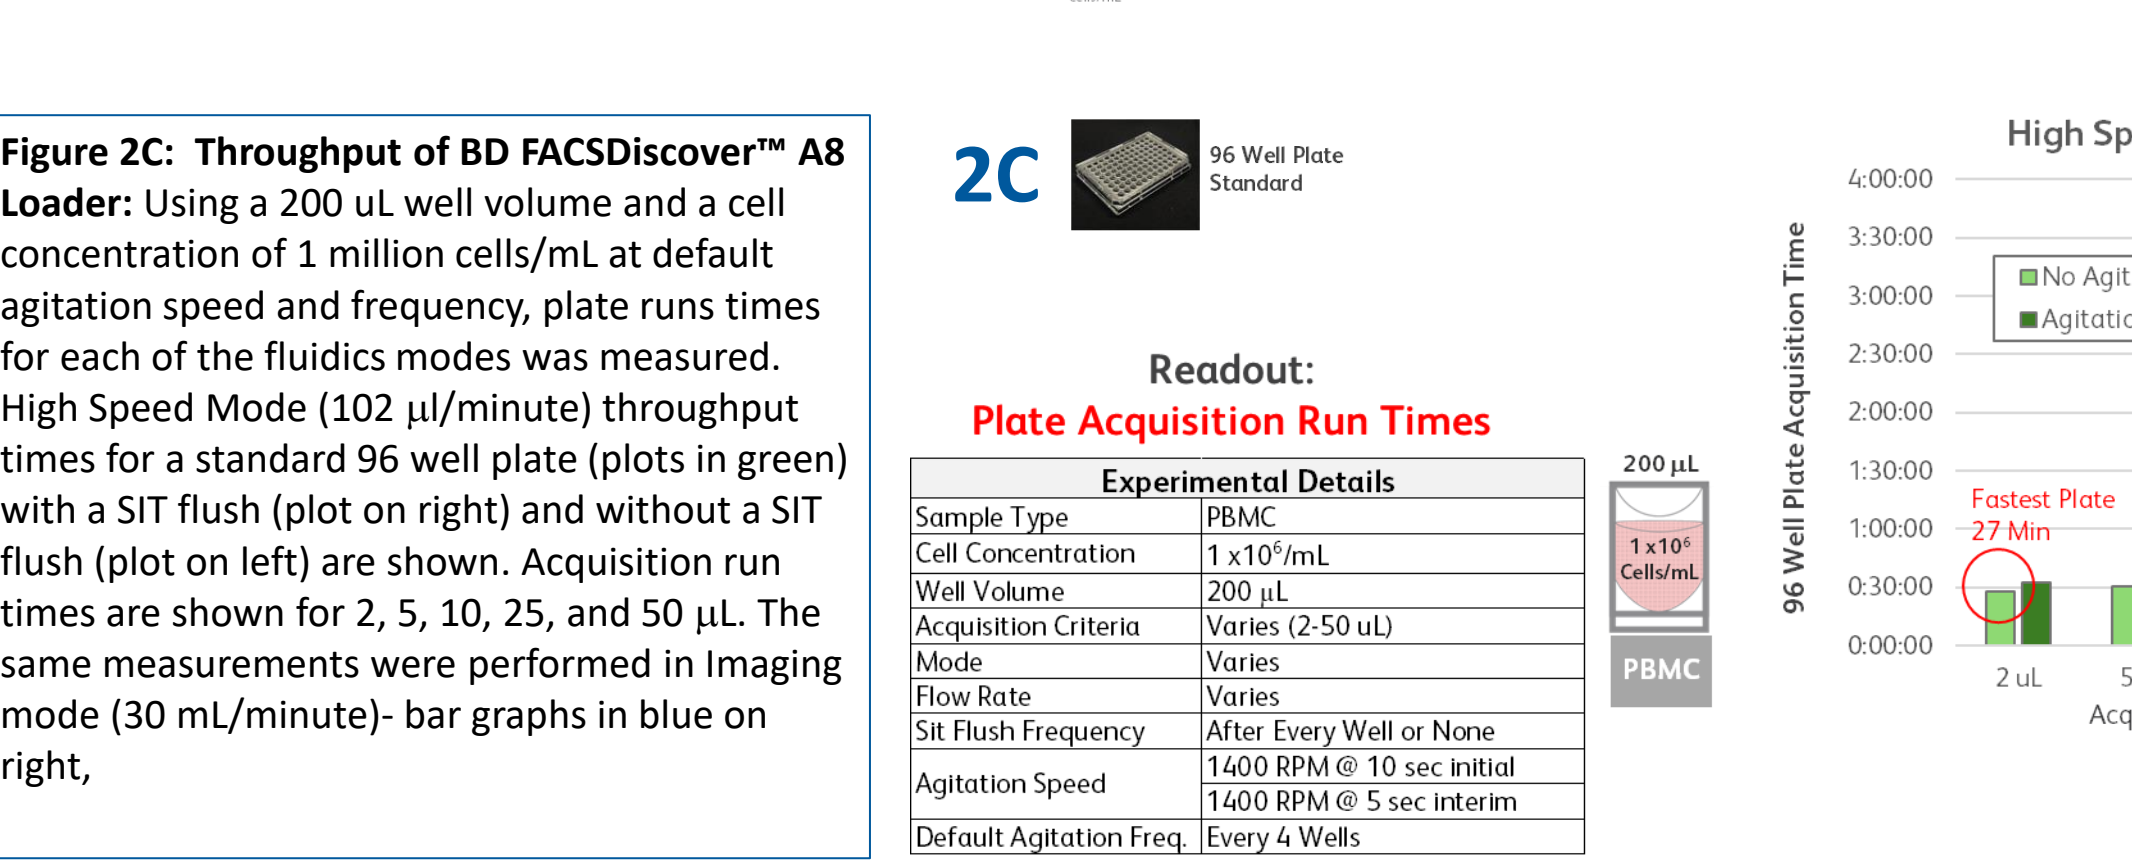 Figure 2C: Throughput of BD FACSDiscover™ A8
Loader: Using a 200 uL well volume and a cell
concentration of 1 million cells/mL at default
agitation speed and frequency, plate runs times
for each of the fluidics modes was measured.
High Speed Mode (102 µl/minute) throughput
times for a standard 96 well plate (plots in green)
with a SIT flush (plot on right) and without a SIT
flush (plot on left) are shown. Acquisition run
times are shown for 2, 5, 10, 25, and 50 µL. The
same measurements were performed in Imaging
mode (30 mL/minute)- bar graphs in blue on
right,
2C
96 Well Plate
Standard
Readout:
Plate Acquisition Run Times
Experimental Details
Sample Type PBMC
Cell Concentration 1 x10⁶/mL
Well Volume 200 µL
Acquisition Criteria Varies (2-50 uL)
Mode Varies
Flow Rate Varies
Sit Flush Frequency After Every Well or None
Agitation Speed 1400 RPM @ 10 sec initial
1400 RPM @ 5 sec interim
Default Agitation Freq. Every 4 Wells
200 µL
1 x10⁶
Cells/mL
PBMC
High Sp
96 Well Plate Acquisition Time
4:00:00
3:30:00
3:00:00
2:30:00
2:00:00
1:30:00
1:00:00
0:30:00
0:00:00
No Agit
Agitatio
Fastest Plate
27 Min
2 uL
5
Acq